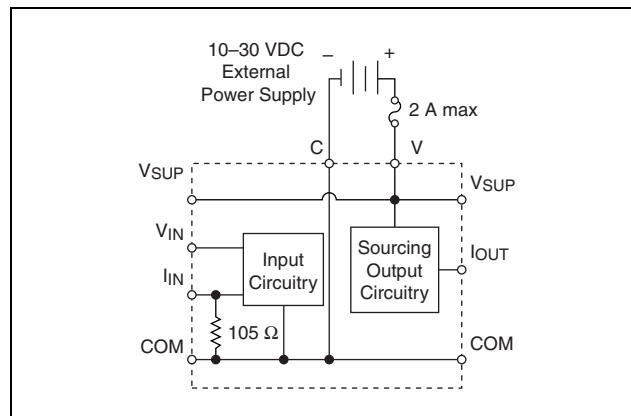 10–30 VDC
External
Power Supply
– +
2 A max
C V
VSUP VSUP
VIN
Input
Circuitry
Sourcing
Output
Circuitry
IOUT
IIN
105 Ω
COM COM